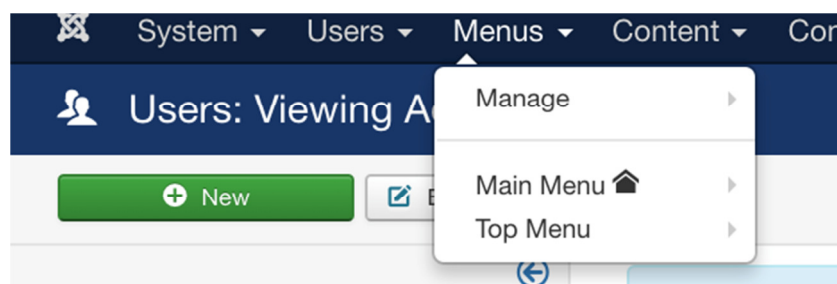 System Users Menus Content
Users: Viewing
Manage
New
Main Menu
Top Menu